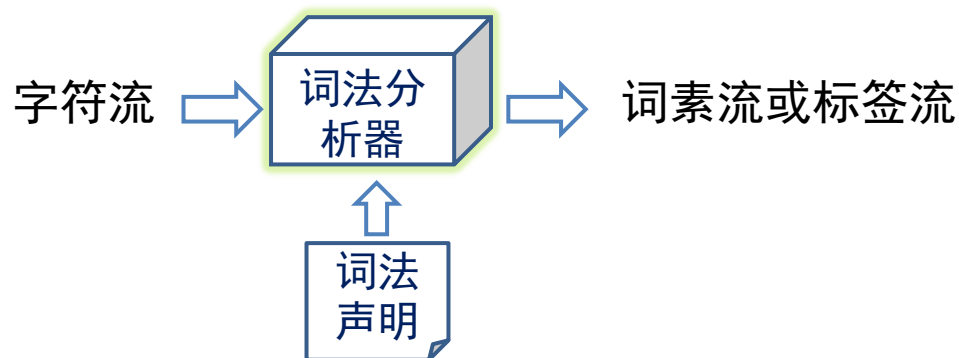 字符流
词法分
析器
词素流或标签流
词法
声明